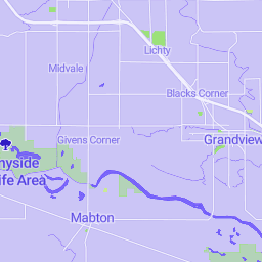 Lichty
Midvale
Blacks Corner
Givens Corner
Grandview
nyside
ife Area
Mabton